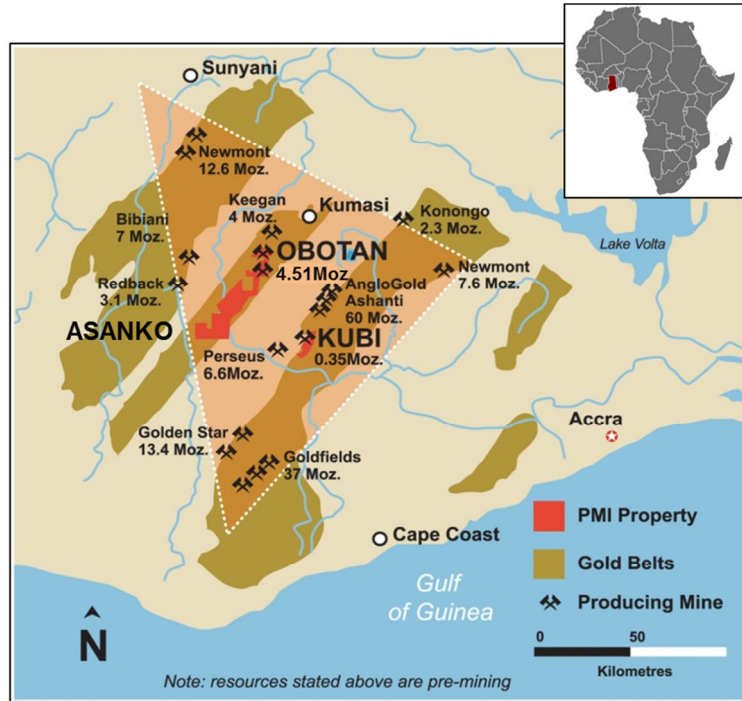 Sunyani
Newmont
12.6 Moz.
Keegan
4 Moz.
Kumasi
Bibiani
7 Moz.
Konongo
2.3 Moz.
Lake Volta
OBOTAN
4.51Moz
Redback
3.1 Moz.
AngloGold
Ashanti
60 Moz.
Newmont
7.6 Moz.
ASANKO
KUBI
0.35Moz.
Perseus
6.6Moz.
Accra
Golden Star
13.4 Moz.
Goldfields
37 Moz.
Cape Coast
Gulf
of Guinea
PMI Property
Gold Belts
Producing Mine
0 50
Kilometres
N
Note: resources stated above are pre-mining